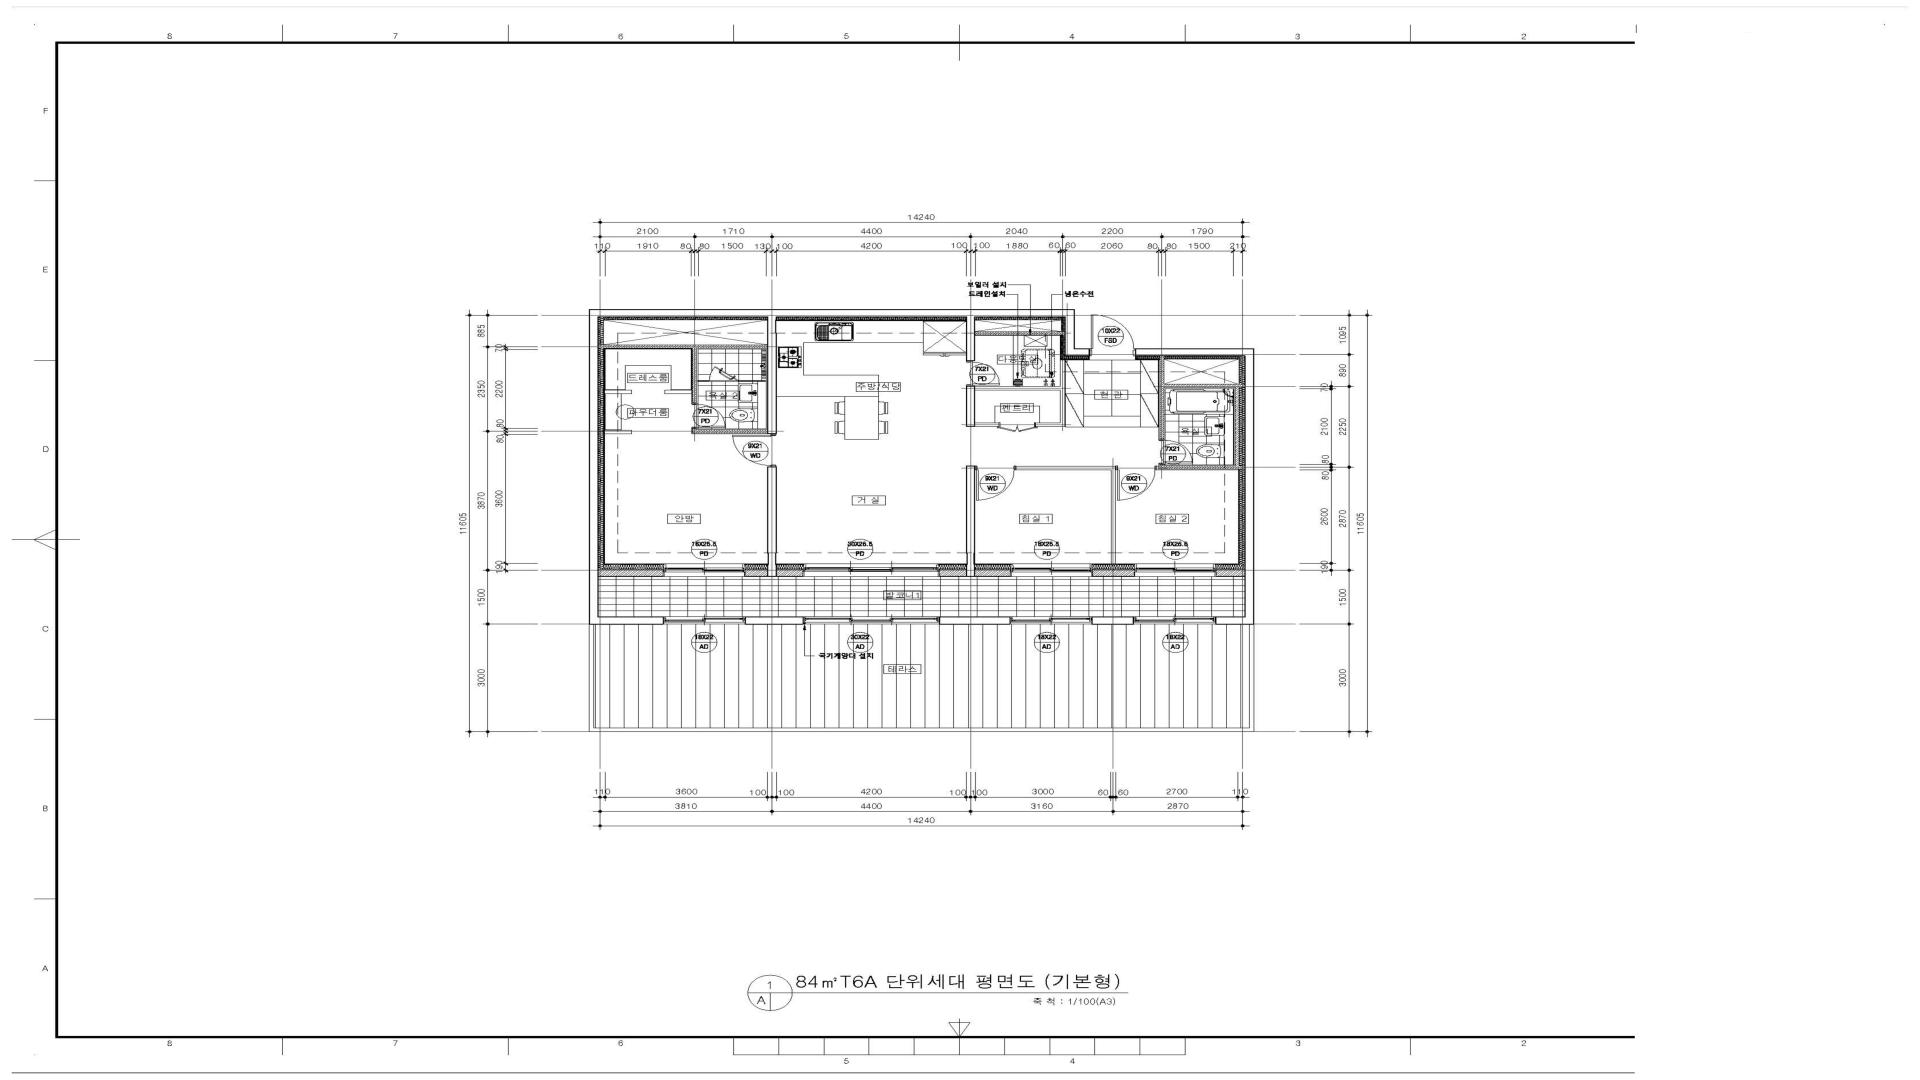 8 7 6 5 4 3 2
F
E
D
C
B
A
14240
2100 1710 4400 2040 2200 1790
110 1910 80 80 1500 130 100 4200 100 100 1880 60 60 2060 80 80 1500 210
보일러 설치
드레인설치
냉온수전
10X22
FSD
885
70
2350
2200
80
80
3870
3600
11605
190
1500
3000
1095
890
70
2100
2250
80
80
2600
2870
11605
190
1500
3000
드레스룸
파우더룸
욕실 2
7X21
PD
9X21
WD
주방/식당
다용도실
7X21
PD
팬트리
현 관
욕실 1
7X21
PD
9X21
WD
9X21
WD
거 실
안방
침실 1
침실 2
18X25.5
PD
30X25.5
PD
18X25.5
PD
18X25.5
PD
발코니1
18X22
AD
30X22
AD
18X22
AD
18X22
AD
국기게양대 설치
테라스
110 3600 100 100 4200 100 100 3000 60 60 2700 110
3810 4400 3160 2870
14240
1
A
84㎡T6A 단위세대 평면도 (기본형)
축 척 : 1/100(A3)
8 7 6 5 4 3 2